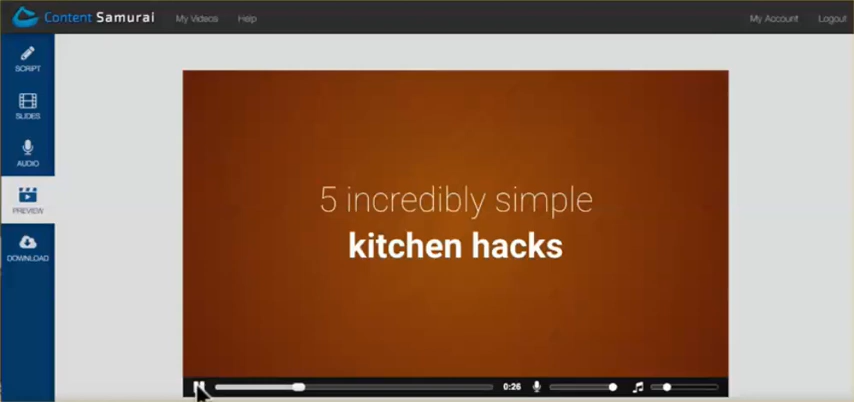 Content Samurai My Videos Help My Account Logout
SCRIPT
SLIDES
AUDIO
PREVIEW
DOWNLOAD
5 incredibly simple
kitchen hacks
0:26